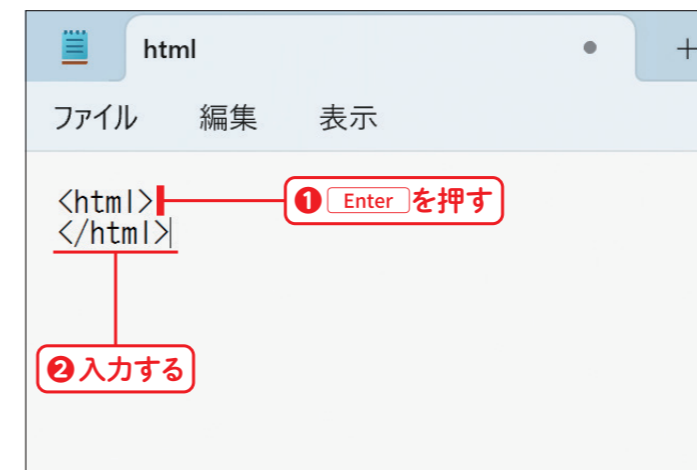 html
+
ファイル 編集 表示
<html>
❶ Enter を押す
</html>
❷入力する